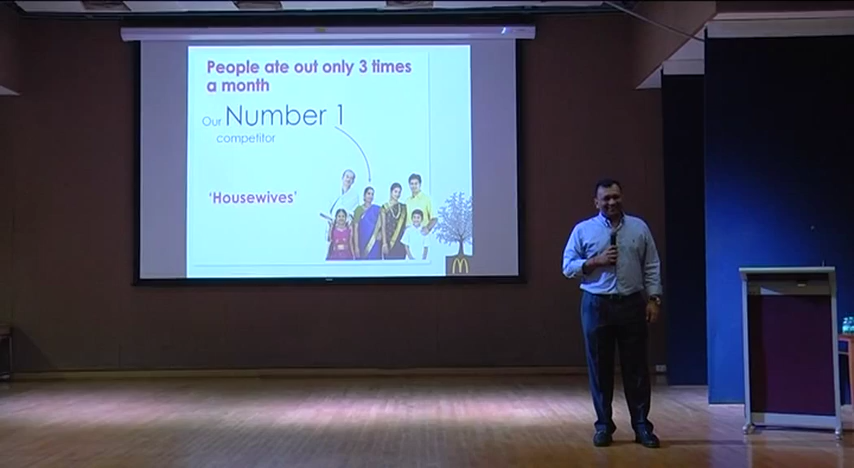 People ate out only 3 times
a month
Our Number 1
competitor
'Housewives'